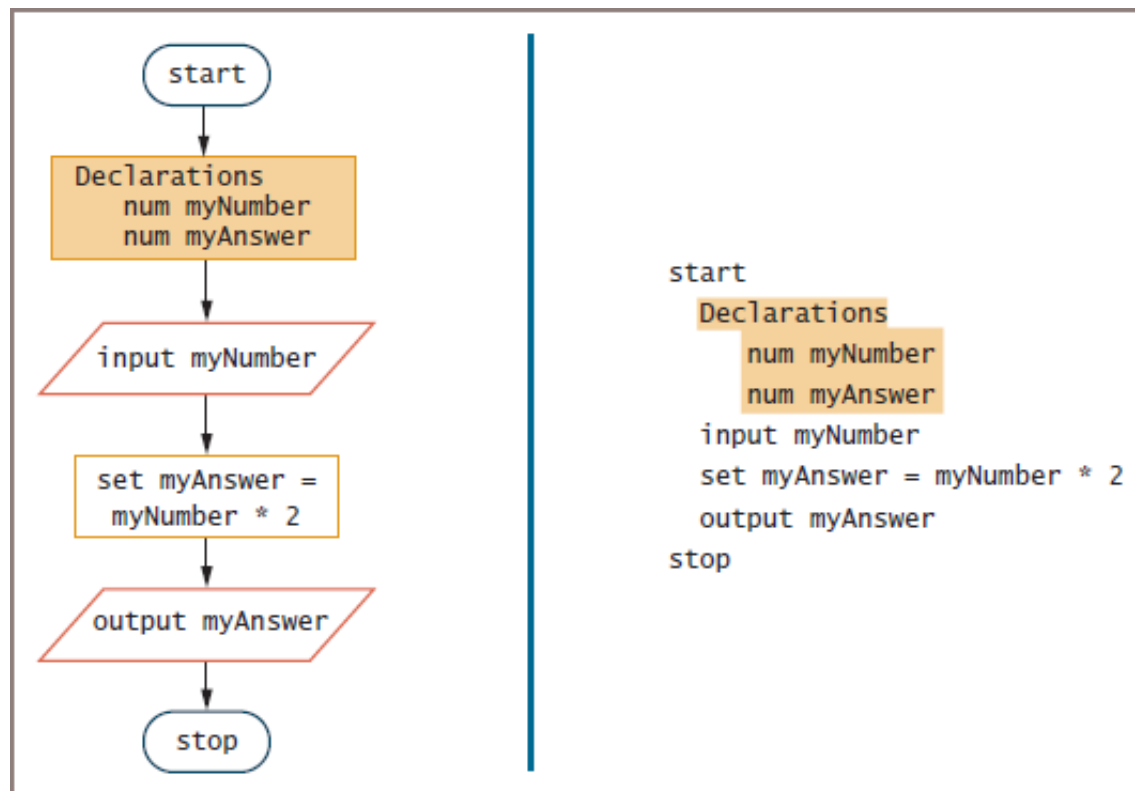 start
Declarations
num myNumber
num myAnswer
input myNumber
set myAnswer =
myNumber * 2
output myAnswer
stop
start
Declarations
num myNumber
num myAnswer
input myNumber
set myAnswer = myNumber * 2
output myAnswer
stop